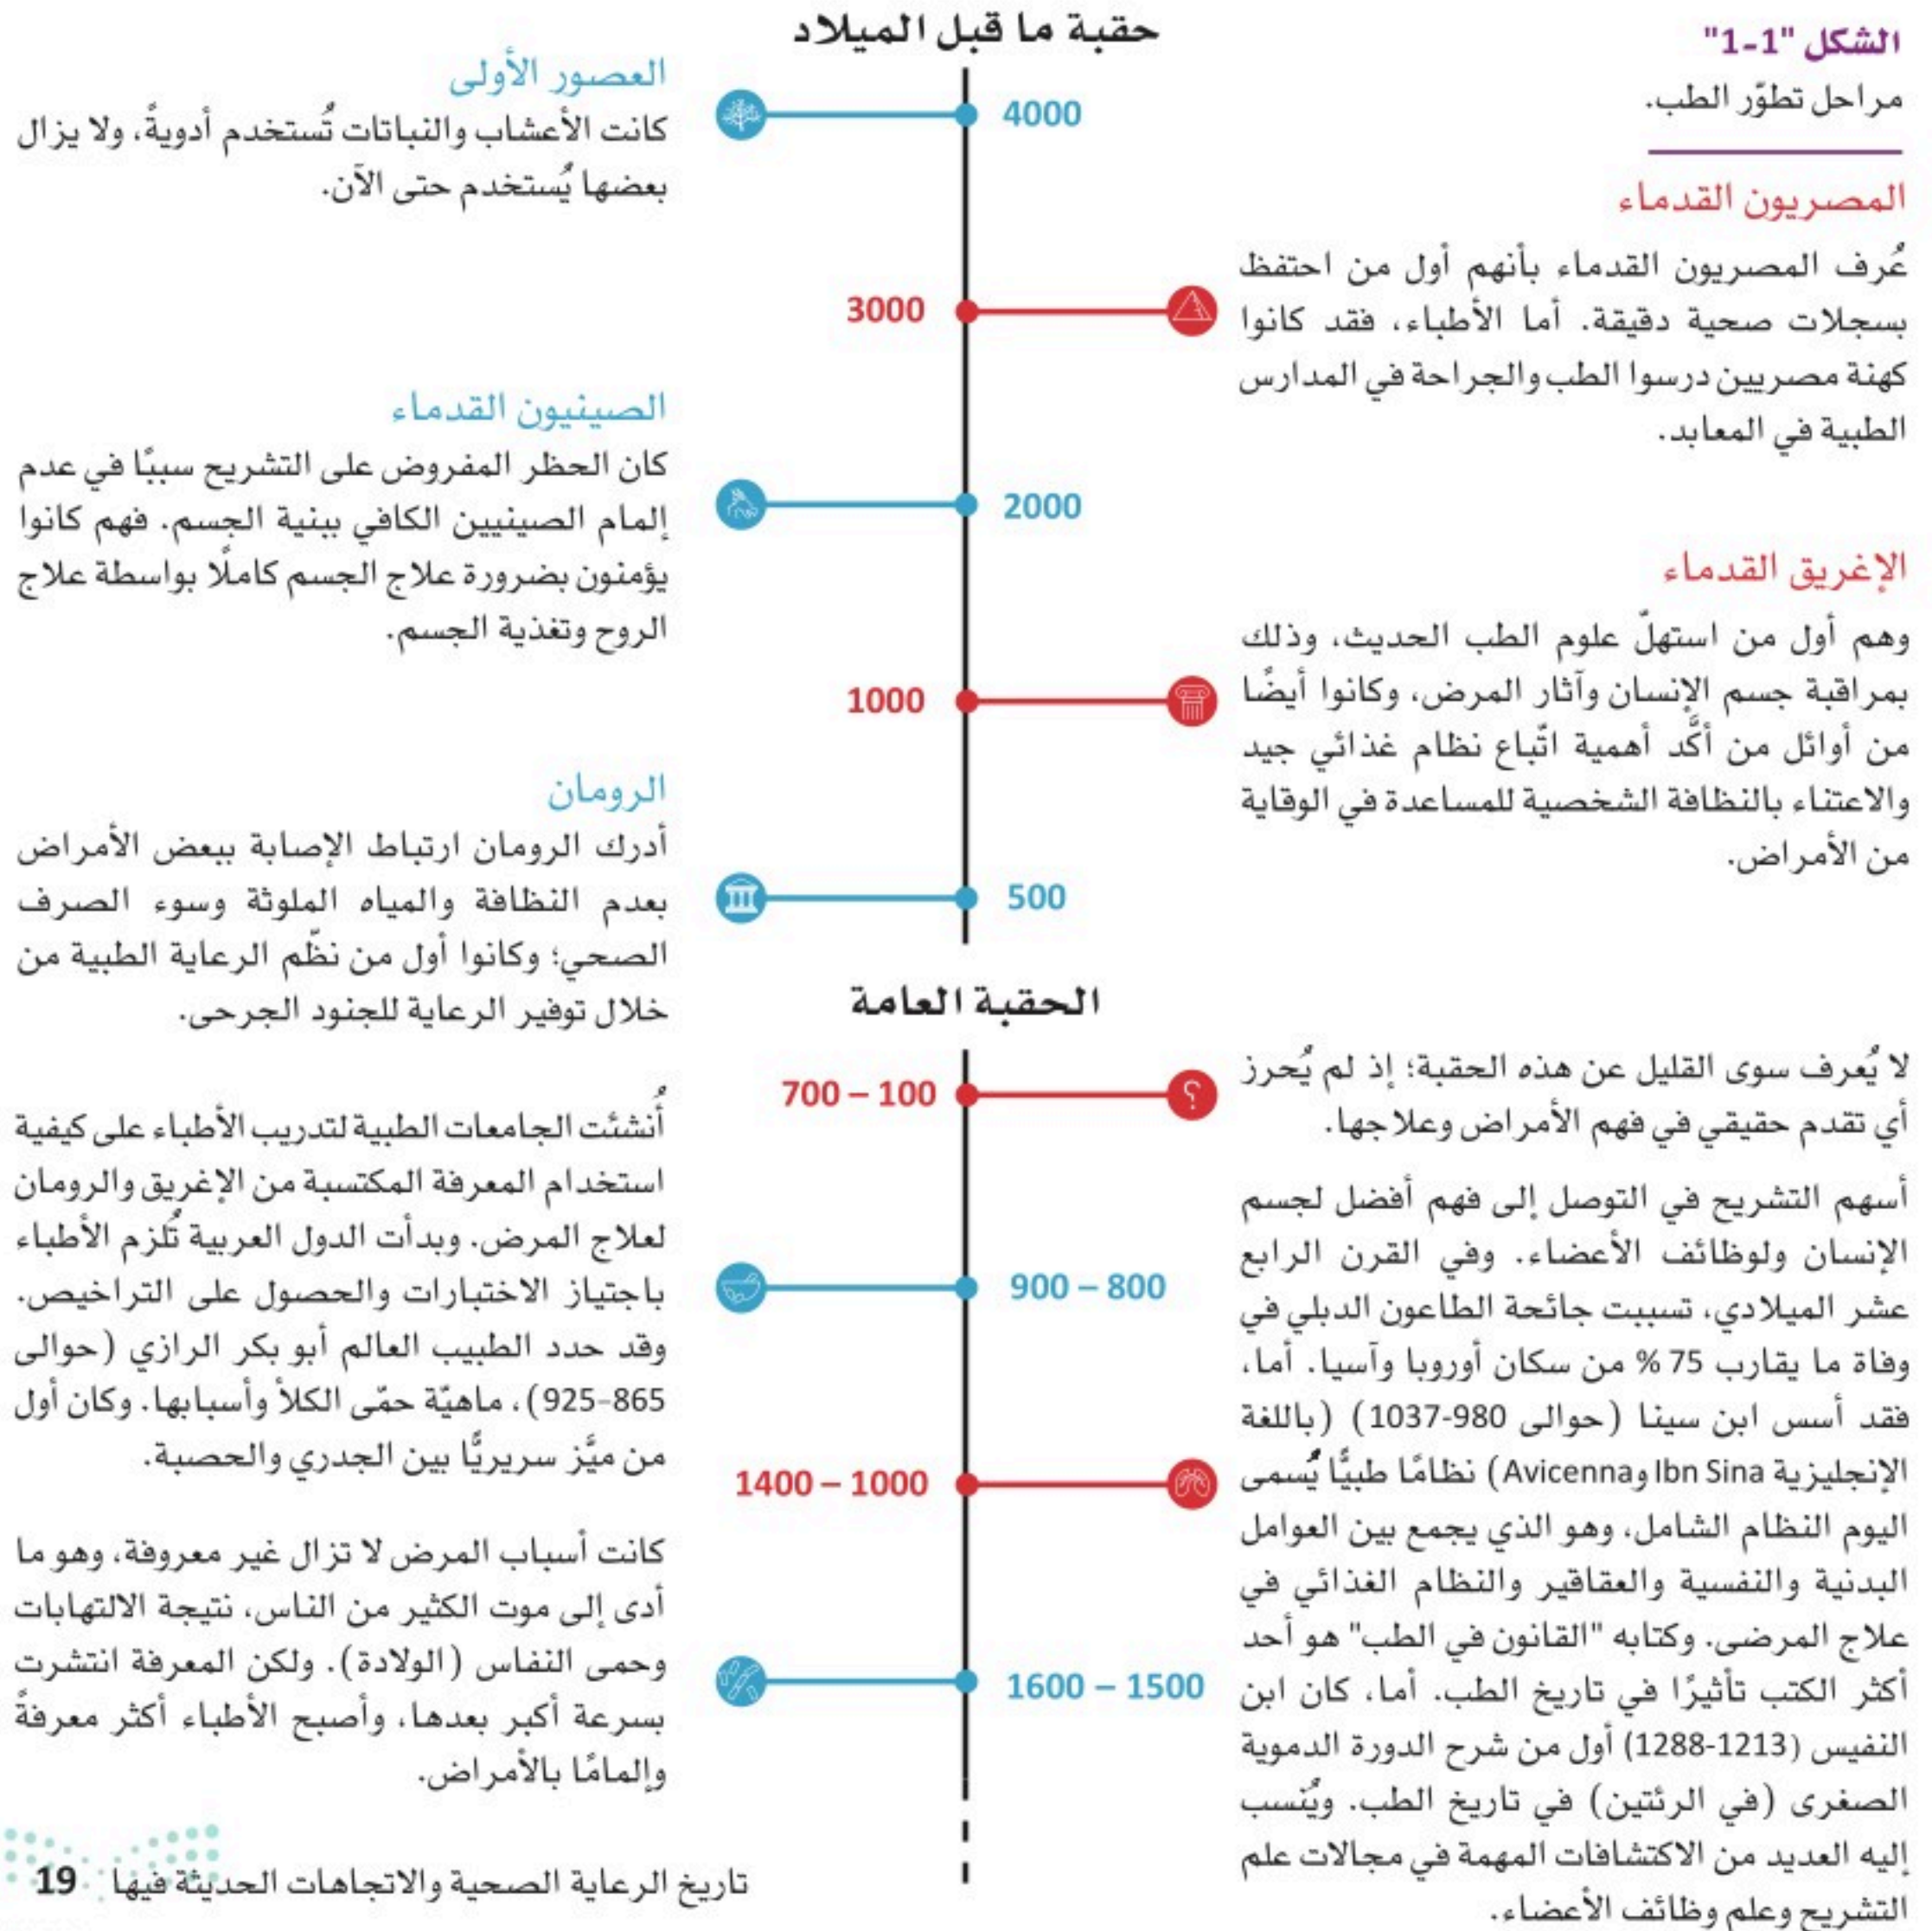 الشكل "1-1"
مراحل تطوّر الطب.
حقبة ما قبل الميلاد
4000
العصور الأولى
كانت الأعشاب والنباتات تُستخدم أدويةً، ولا يزال
بعضها يُستخدم حتى الآن.
المصريون القدماء
عُرف المصريون القدماء بأنهم أول من احتفظ
بسجلات صحية دقيقة. أما الأطباء، فقد كانوا
كهنة مصريين درسوا الطب والجراحة في المدارس
الطبية في المعابد.
3000
الصينيون القدماء
كان الحظر المفروض على التشريح سببًا في عدم
إلمام الصينيين الكافي ببنية الجسم. فهم كانوا
يؤمنون بضرورة علاج الجسم كاملًا بواسطة علاج
الروح وتغذية الجسم.
2000
الإغريق القدماء
وهم أول من استهلّ علوم الطب الحديث، وذلك
بمراقبة جسم الإنسان وآثار المرض، وكانوا أيضًا
من أوائل من أكَّد أهمية اتّباع نظام غذائي جيد
والاعتناء بالنظافة الشخصية للمساعدة في الوقاية
من الأمراض.
1000
الرومان
أدرك الرومان ارتباط الإصابة ببعض الأمراض
بعدم النظافة والمياه الملوثة وسوء الصرف
الصحي؛ وكانوا أول من نظّم الرعاية الطبية من
خلال توفير الرعاية للجنود الجرحى.
500
الحقبة العامة
700 – 100
لا يُعرف سوى القليل عن هذه الحقبة؛ إذ لم يُحرز
أي تقدم حقيقي في فهم الأمراض وعلاجها.
أُنشئت الجامعات الطبية لتدريب الأطباء على كيفية
استخدام المعرفة المكتسبة من الإغريق والرومان
لعلاج المرض. وبدأت الدول العربية تُلزم الأطباء
باجتياز الاختبارات والحصول على التراخيص.
وقد حدد الطبيب العالم أبو بكر الرازي (حوالى
865-925)، ماهيّة حمّى الكلأ وأسبابها. وكان أول
من ميَّز سريريًّا بين الجدري والحصبة.
900 – 800
أسهم التشريح في التوصل إلى فهم أفضل لجسم
الإنسان ولوظائف الأعضاء. وفي القرن الرابع
عشر الميلادي، تسببت جائحة الطاعون الدبلي في
وفاة ما يقارب 75 % من سكان أوروبا وآسيا. أما،
فقد أسس ابن سينا (حوالى 980-1037) (باللغة
الإنجليزية Ibn Sina وAvicenna) نظامًا طبيًّا يُسمى
اليوم النظام الشامل، وهو الذي يجمع بين العوامل
البدنية والنفسية والعقاقير والنظام الغذائي في
علاج المرضى. وكتابه "القانون في الطب" هو أحد
أكثر الكتب تأثيرًا في تاريخ الطب. أما، كان ابن
النفيس (1213-1288) أول من شرح الدورة الدموية
الصغرى (في الرئتين) في تاريخ الطب. ويُنسب
إليه العديد من الاكتشافات المهمة في مجالات علم
التشريح وعلم وظائف الأعضاء.
1400 – 1000
كانت أسباب المرض لا تزال غير معروفة، وهو ما
أدى إلى موت الكثير من الناس، نتيجة الالتهابات
وحمى النفاس (الولادة). ولكن المعرفة انتشرت
بسرعة أكبر بعدها، وأصبح الأطباء أكثر معرفةً
وإلمامًا بالأمراض.
1600 – 1500
تاريخ الرعاية الصحية والاتجاهات الحديثة فيها 19